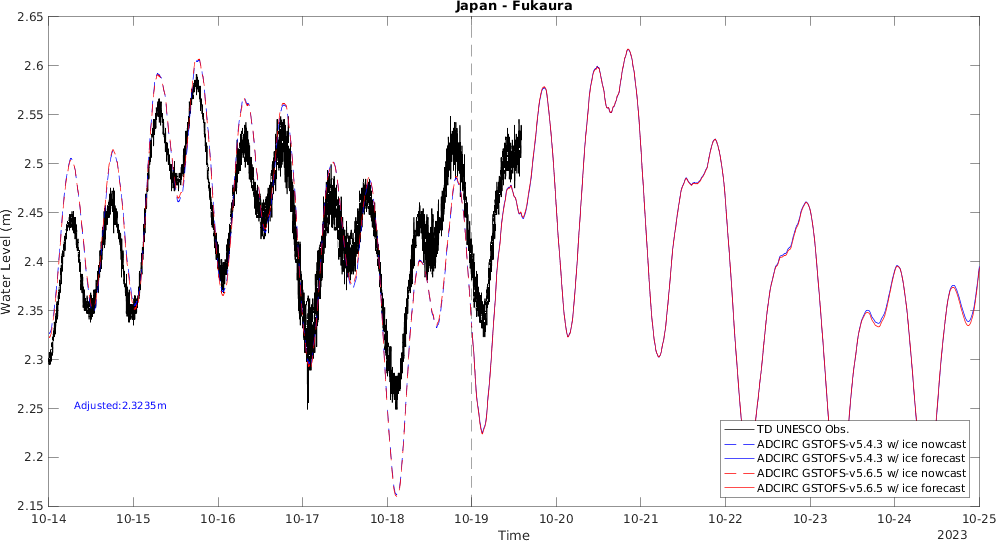 Japan - Fukaura
2.65
2.6
2.55
2.5
2.45
2.4
2.35
2.3
2.25
2.2
2.15
Water Level (m)
Adjusted:2.3235m
TD UNESCO Obs.
ADCIRC GSTOFS-v5.4.3 w/ ice nowcast
ADCIRC GSTOFS-v5.4.3 w/ ice forecast
ADCIRC GSTOFS-v5.6.5 w/ ice nowcast
ADCIRC GSTOFS-v5.6.5 w/ ice forecast
10-14 10-15 10-16 10-17 10-18 10-19 10-20 10-21 10-22 10-23 10-24 10-25
Time
2023